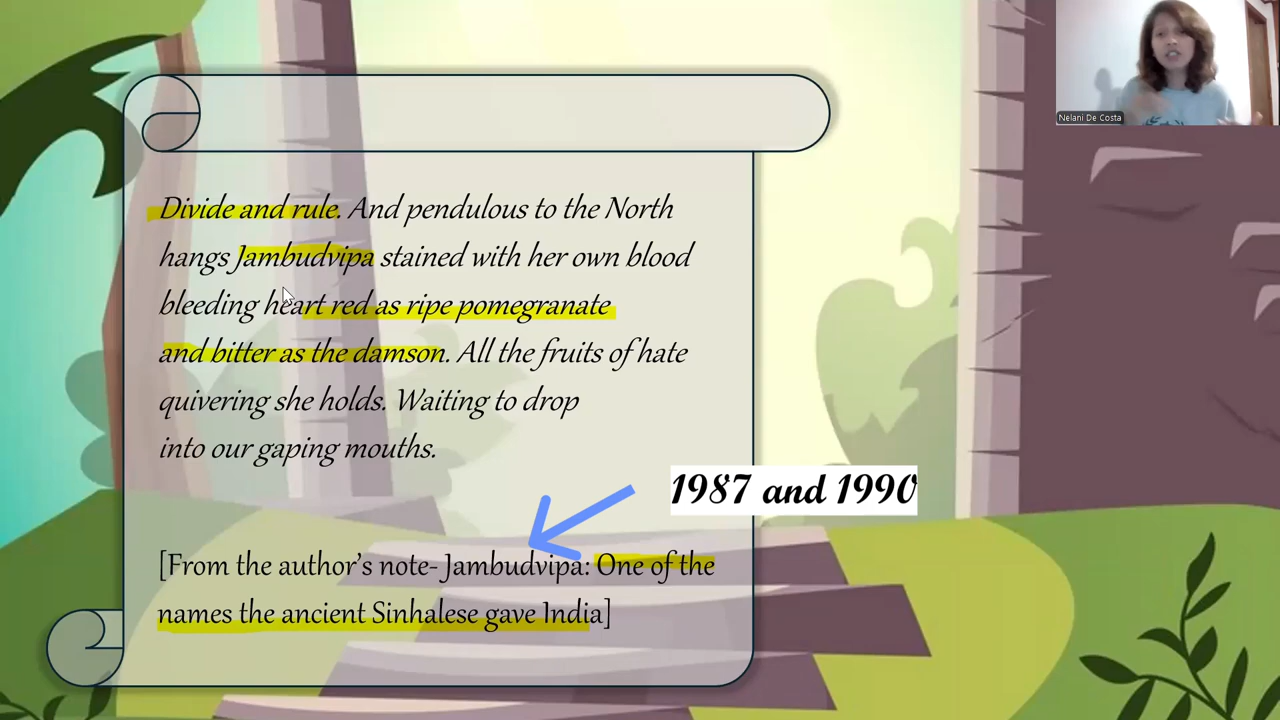 Nelani De Costa
Divide and rule. And pendulous to the North
hangs Jambudvipa stained with her own blood
bleeding heart red as ripe pomegranate
and bitter as the damson. All the fruits of hate
quivering she holds. Waiting to drop
into our gaping mouths.
1987 and 1990
[From the author's note- Jambudvipa: One of the
names the ancient Sinhalese gave India]